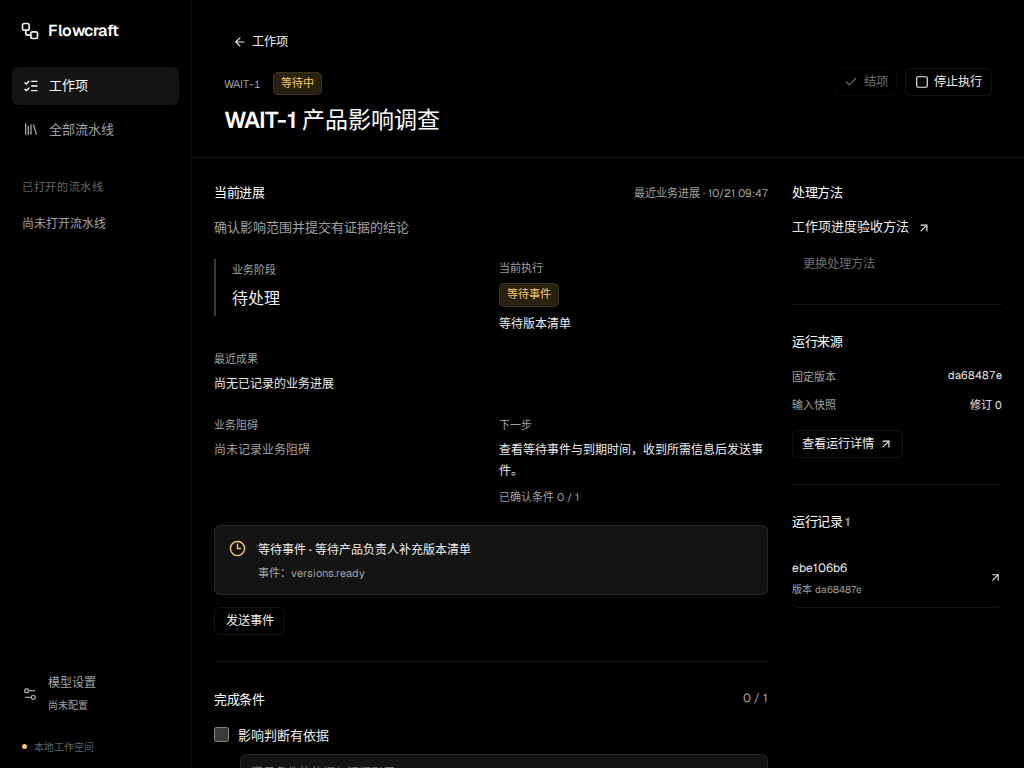 Flowcraft
工作项
全部流水线
已打开的流水线
尚未打开流水线
模型设置
尚未配置
本地工作空间
工作项
WAIT-1 等待中
结项 停止执行
WAIT-1 产品影响调查
当前进展 最近业务进展 · 10/21 09:47
确认影响范围并提交有证据的结论
业务阶段
待处理
当前执行
等待事件
等待版本清单
最近成果
尚无已记录的业务进展
业务阻碍
尚未记录业务阻碍
下一步
查看等待事件与到期时间，收到所需信息后发送事
件。
已确认条件 0 / 1
等待事件 · 等待产品负责人补充版本清单
事件：versions.ready
发送事件
完成条件 0 / 1
影响判断有依据
处理方法
工作项进度验收方法
更换处理方法
运行来源
固定版本 da68487e
输入快照 修订 0
查看运行详情
运行记录 1
ebe106b6
版本 da68487e